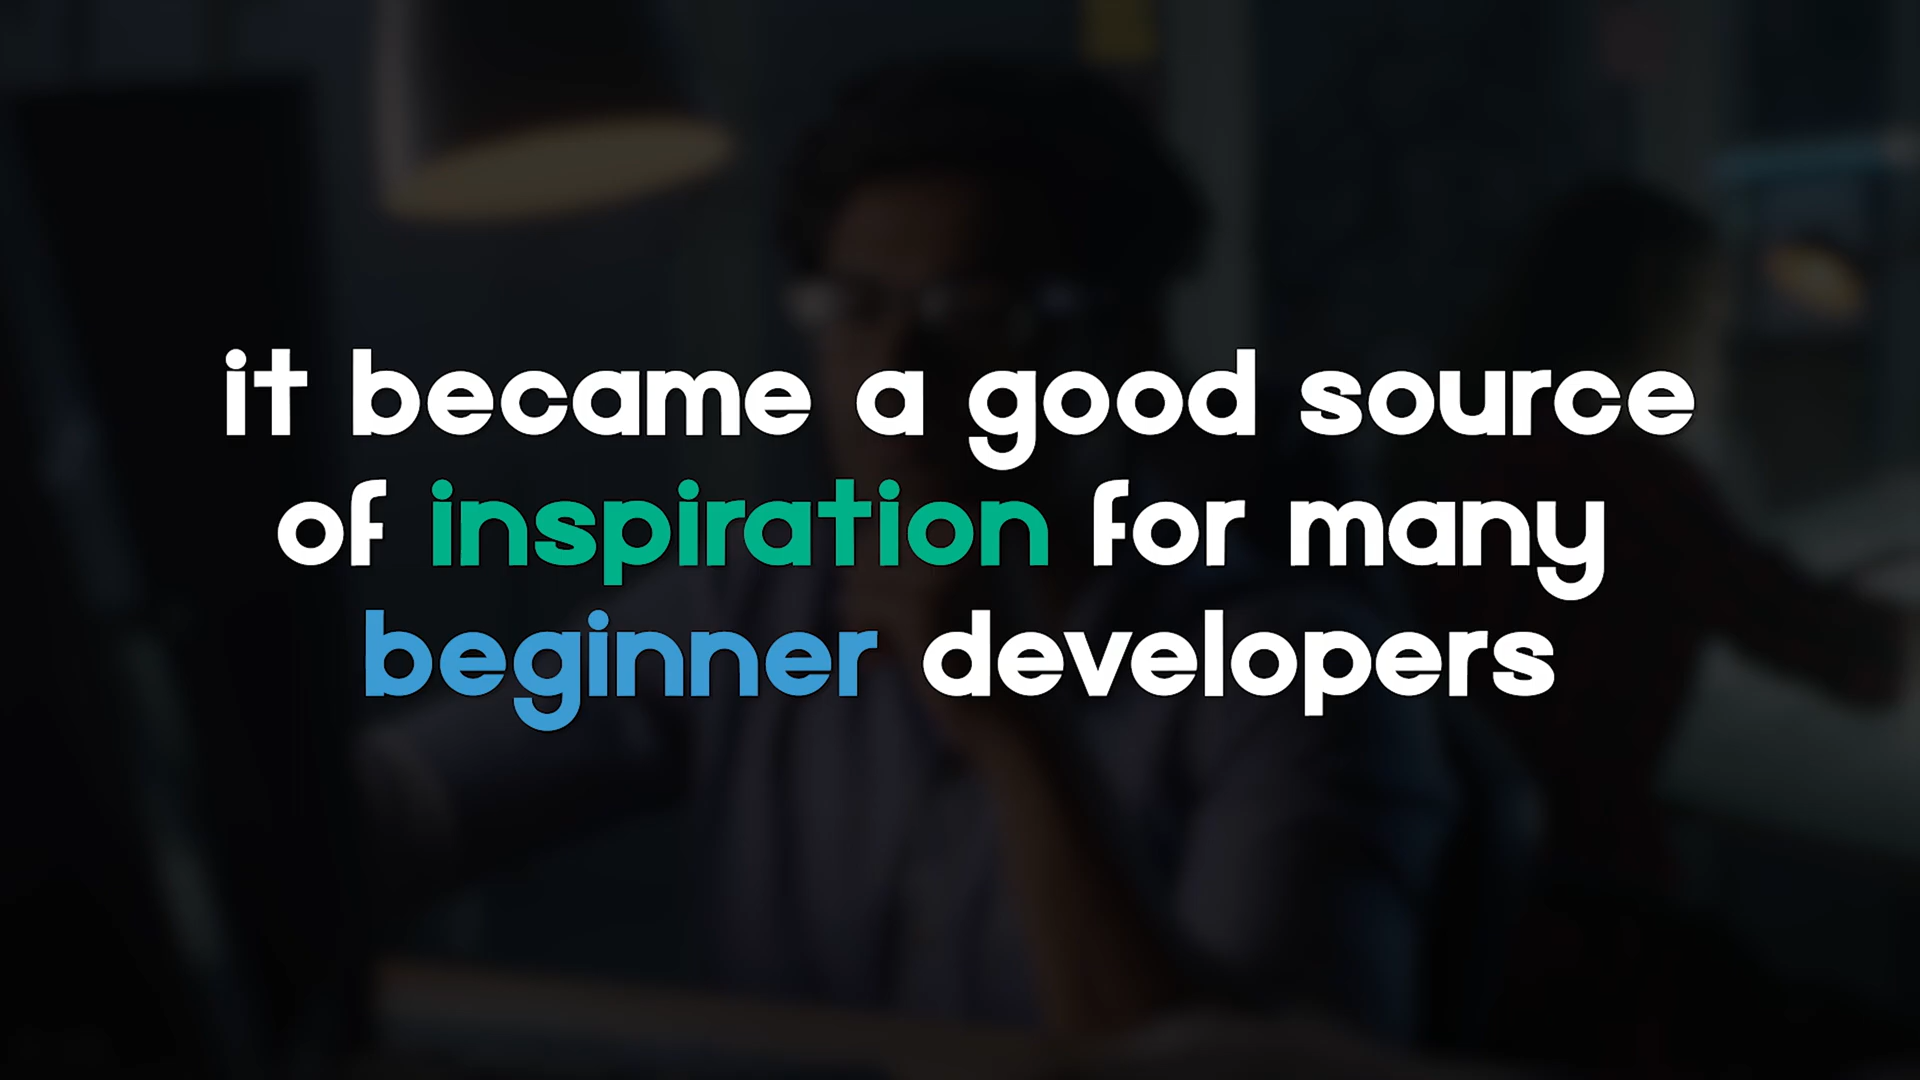 it became a good source
of inspiration for many
beginner developers